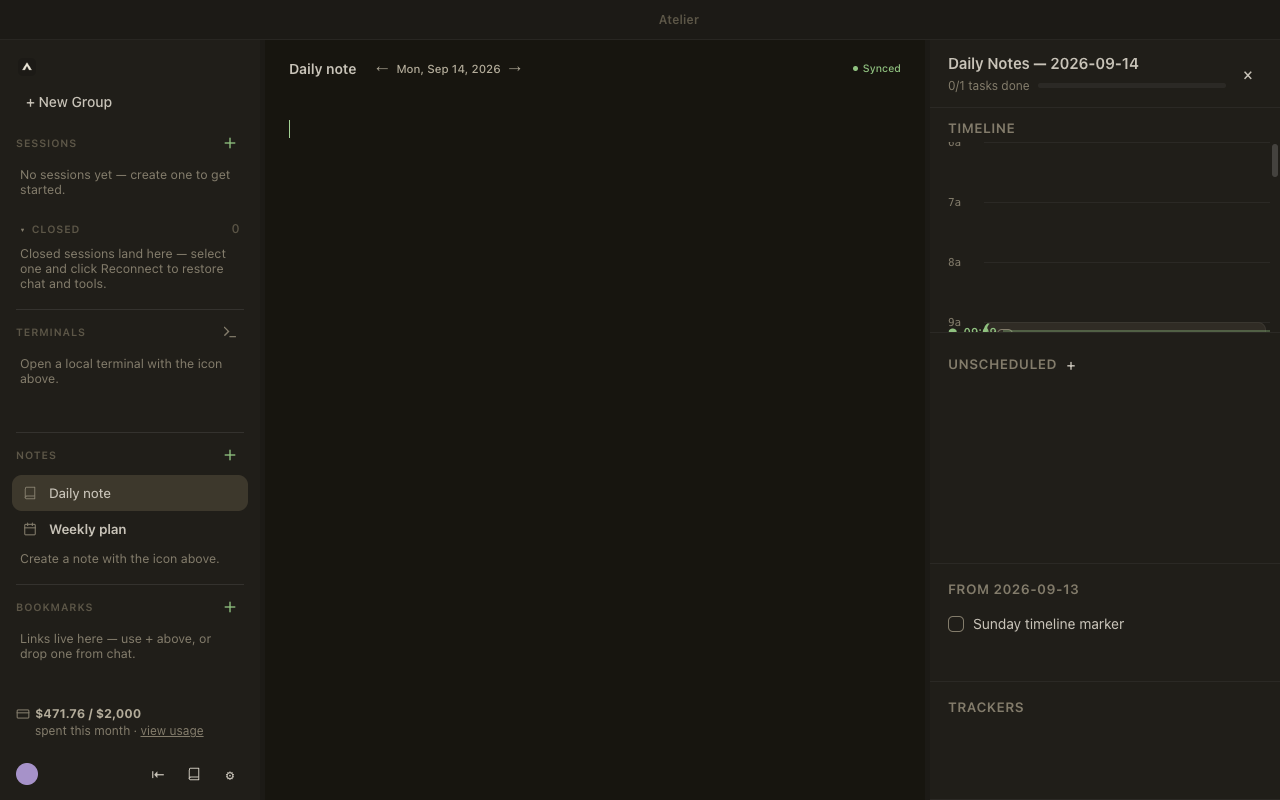 Atelier
+ New Group
SESSIONS
No sessions yet — create one to get
started.
CLOSED
0
Closed sessions land here — select
one and click Reconnect to restore
chat and tools.
TERMINALS
Open a local terminal with the icon
above.
NOTES
Daily note
Weekly plan
Create a note with the icon above.
BOOKMARKS
Links live here — use + above, or
drop one from chat.
$471.76 / $2,000
spent this month · view usage
Daily note
← Mon, Sep 14, 2026 →
Synced
Daily Notes — 2026-09-14
0/1 tasks done
TIMELINE
6a
7a
8a
9a
UNSCHEDULED +
FROM 2026-09-13
Sunday timeline marker
TRACKERS